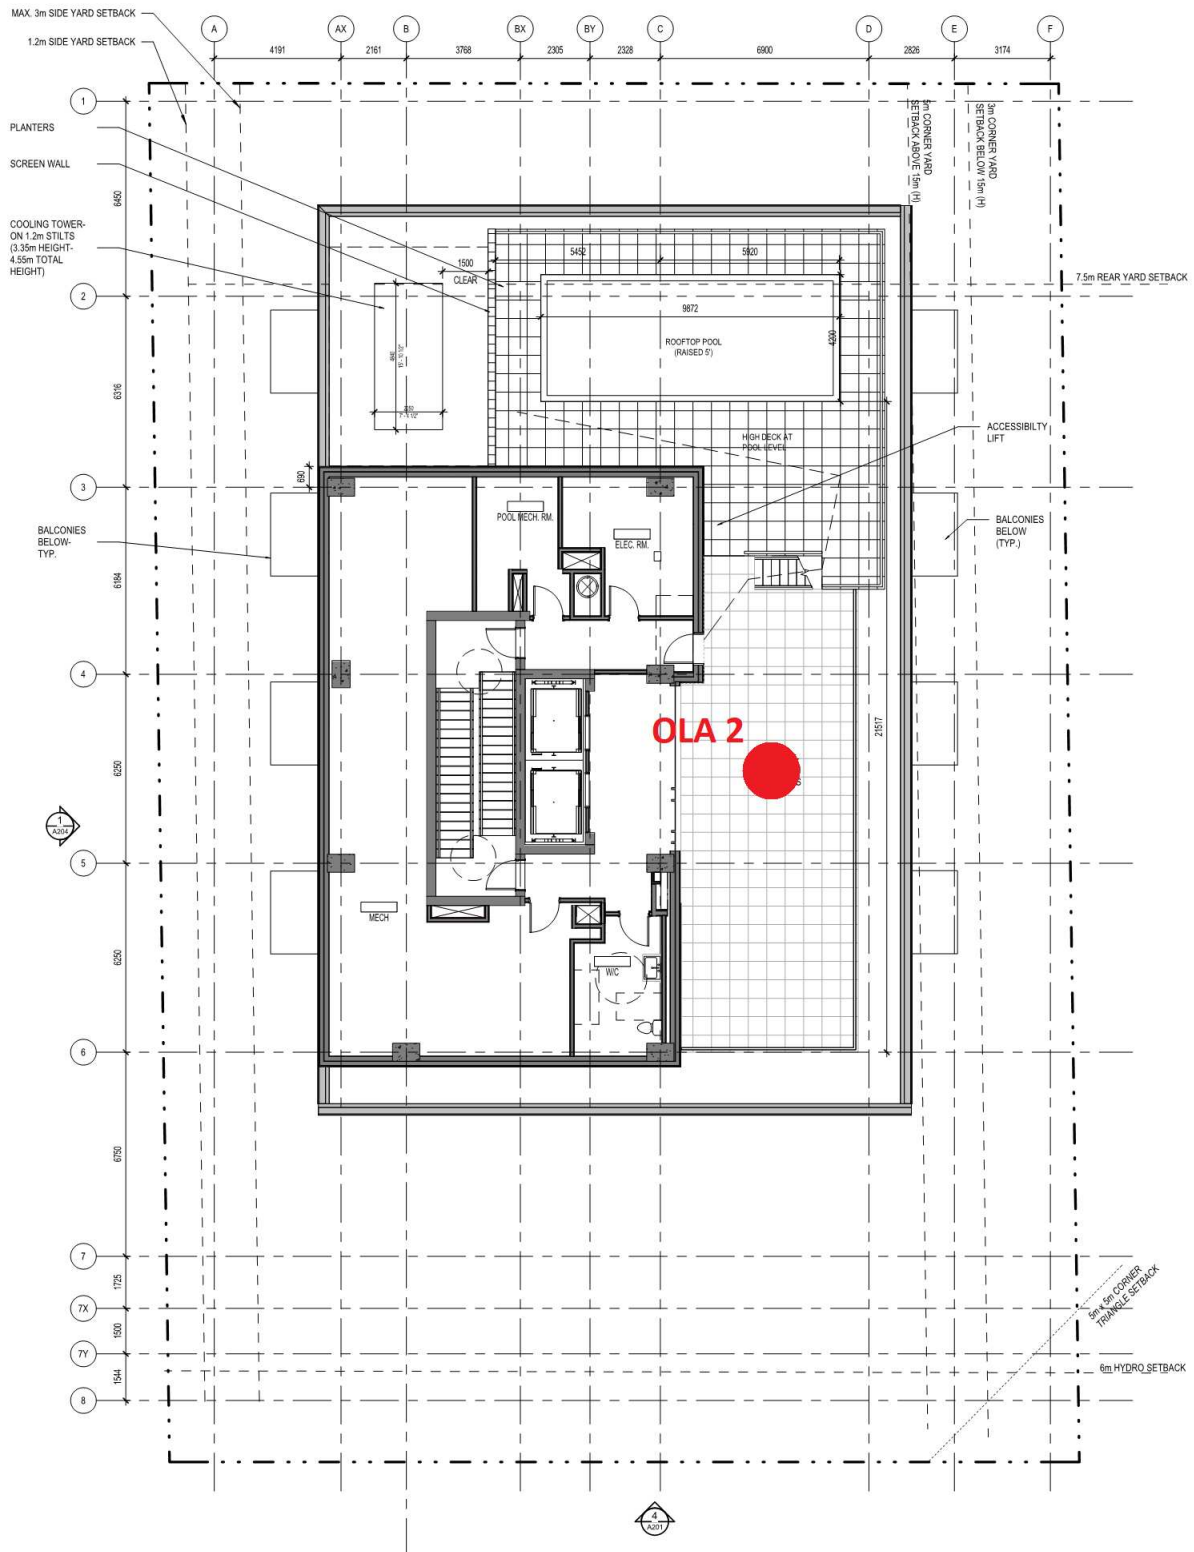 MAX. 3m SIDE YARD SETBACK
1.2m SIDE YARD SETBACK
A
AX
B
BX
BY
C
D
E
F
4191
2161
3768
2305
2328
6900
2826
3174
1
PLANTERS
SCREEN WALL
5m CORNER YARD
SETBACK ABOVE 15m (H)
3m CORNER YARD
SETBACK BELOW 15m (H)
6450
COOLING TOWER-
ON 1.2m STILTS
(3.35m HEIGHT-
4.55m TOTAL
HEIGHT)
1500
CLEAR
5452
5920
7.5m REAR YARD SETBACK
2
9872
4200
ROOFTOP POOL
(RAISED 5')
6316
HIGH DECK AT
POOL LEVEL
ACCESSIBILTY
LIFT
690
3
POOL MECH. RM.
ELEC. RM.
BALCONIES
BELOW-
TYP.
BALCONIES
BELOW
(TYP.)
6184
4
OLA 2
21517
6250
1
A204
5
MECH
6250
W/C
6
6750
7
1725
7X
1500
7Y
1544
8
5m x 5m CORNER
TRIANGLE SETBACK
6m HYDRO SETBACK
4
A201